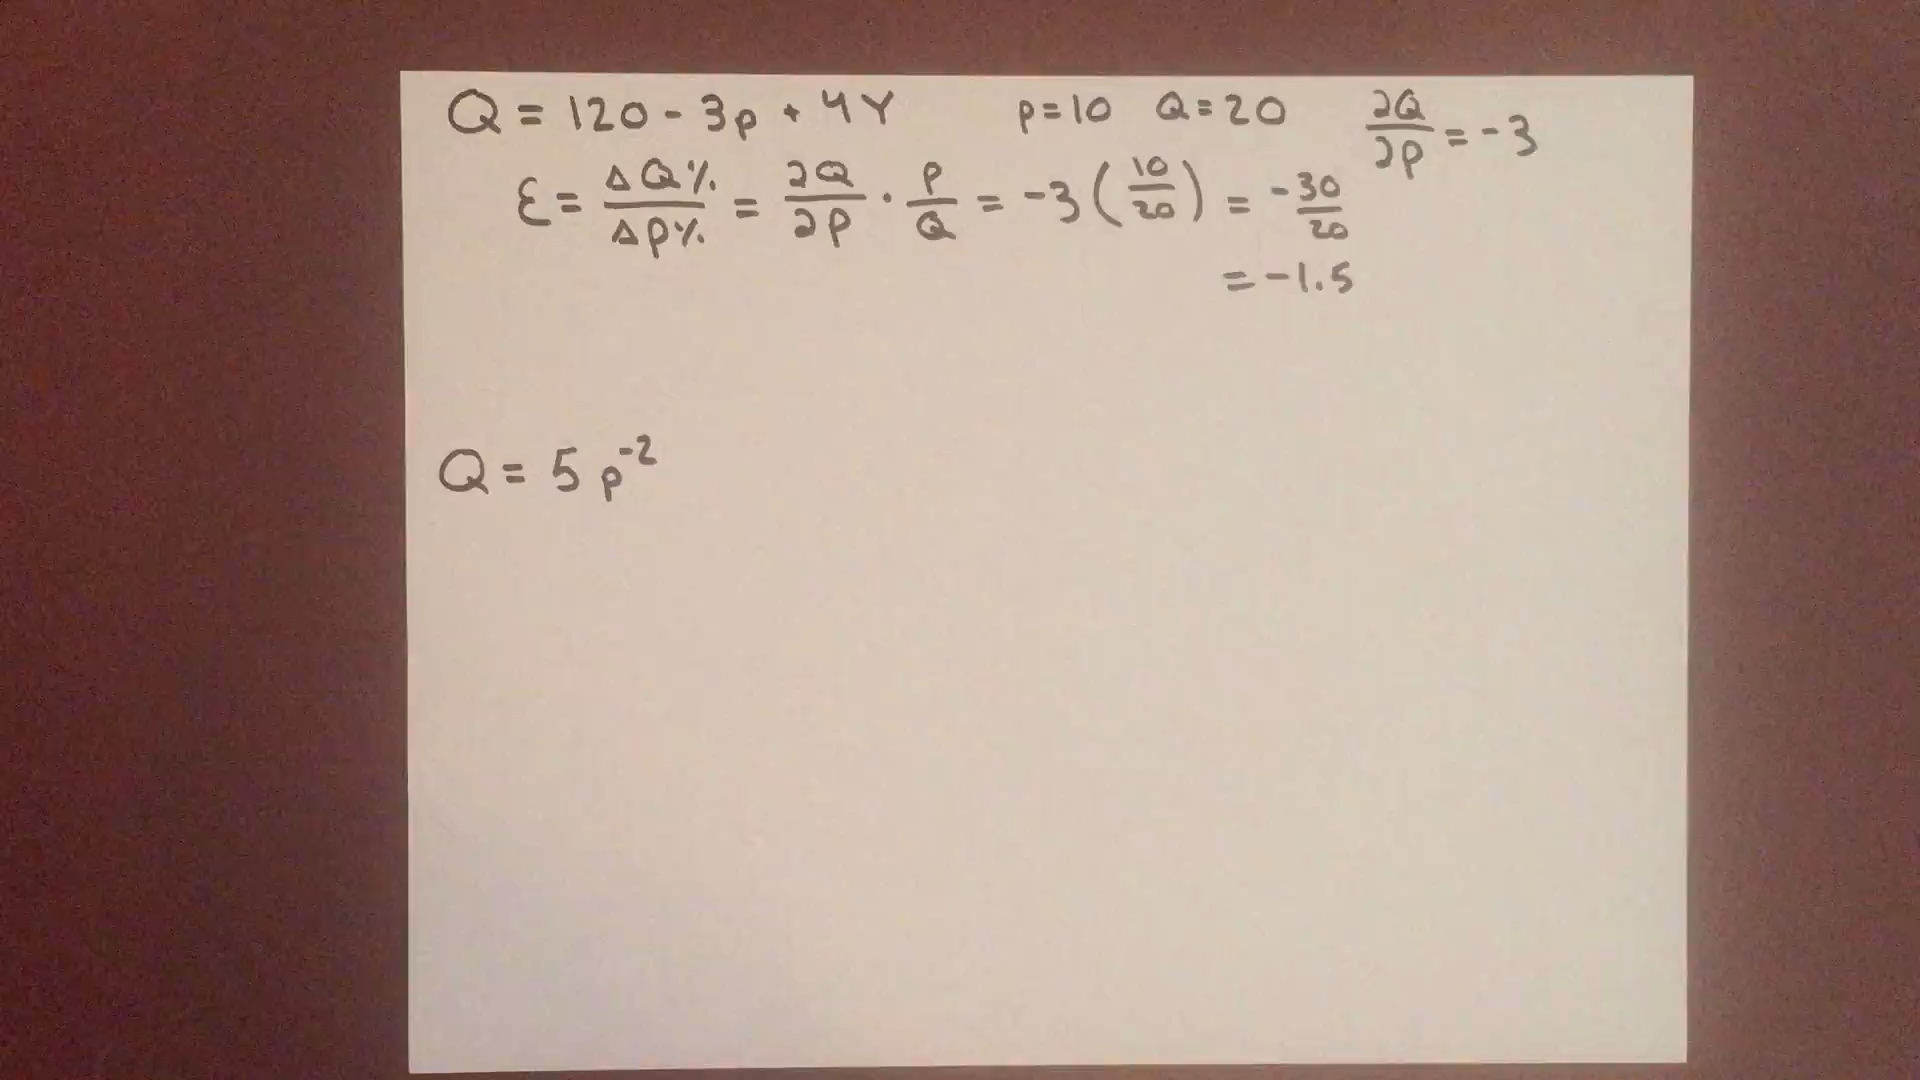 Q = 120 - 3p + 4Y p = 10 Q = 20 ∂Q/∂p = -3
ε = ΔQ%/Δp% = ∂Q/∂p · p/Q = -3 (10/20) = -30/20
= -1.5
Q = 5 p⁻²